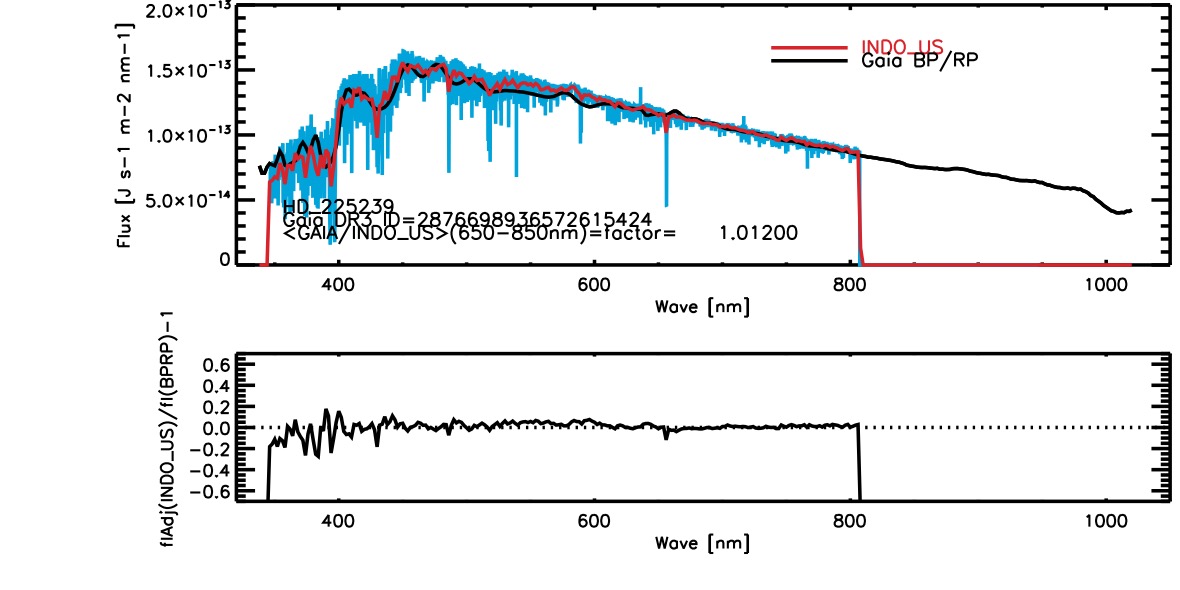 2.0×10−13
1.5×10−13
1.0×10−13
5.0×10−14
0
Flux [J s−1 m−2 nm−1]
INDO_US
Gaia BP/RP
HD_225239
Gaia DR3 ID=2876698936572615424
<GAIA/INDO_US>(650−850nm)=factor= 1.01200
400 600 800 1000
Wave [nm]
flAdj(INDO_US)/fl(BPRP)−1
0.6
0.4
0.2
0.0
−0.2
−0.4
−0.6
400 600 800 1000
Wave [nm]